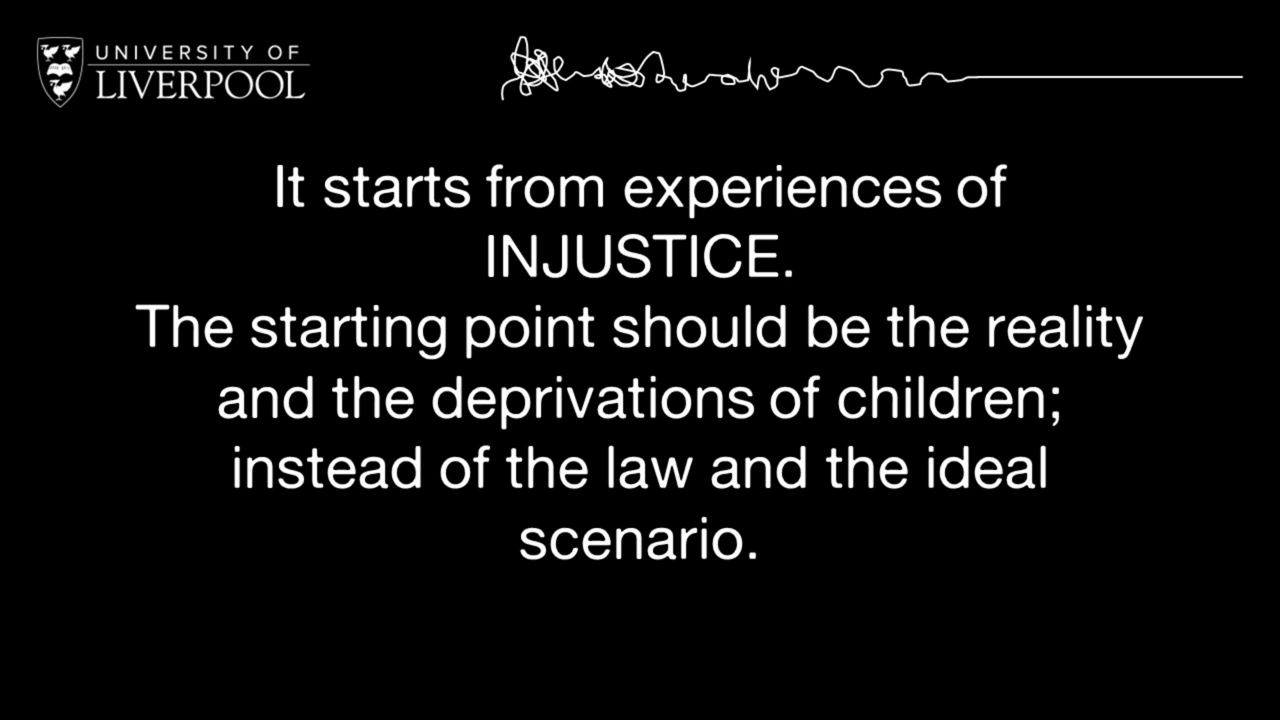 UNIVERSITY OF
LIVERPOOL
It starts from experiences of
INJUSTICE.
The starting point should be the reality
and the deprivations of children;
instead of the law and the ideal
scenario.